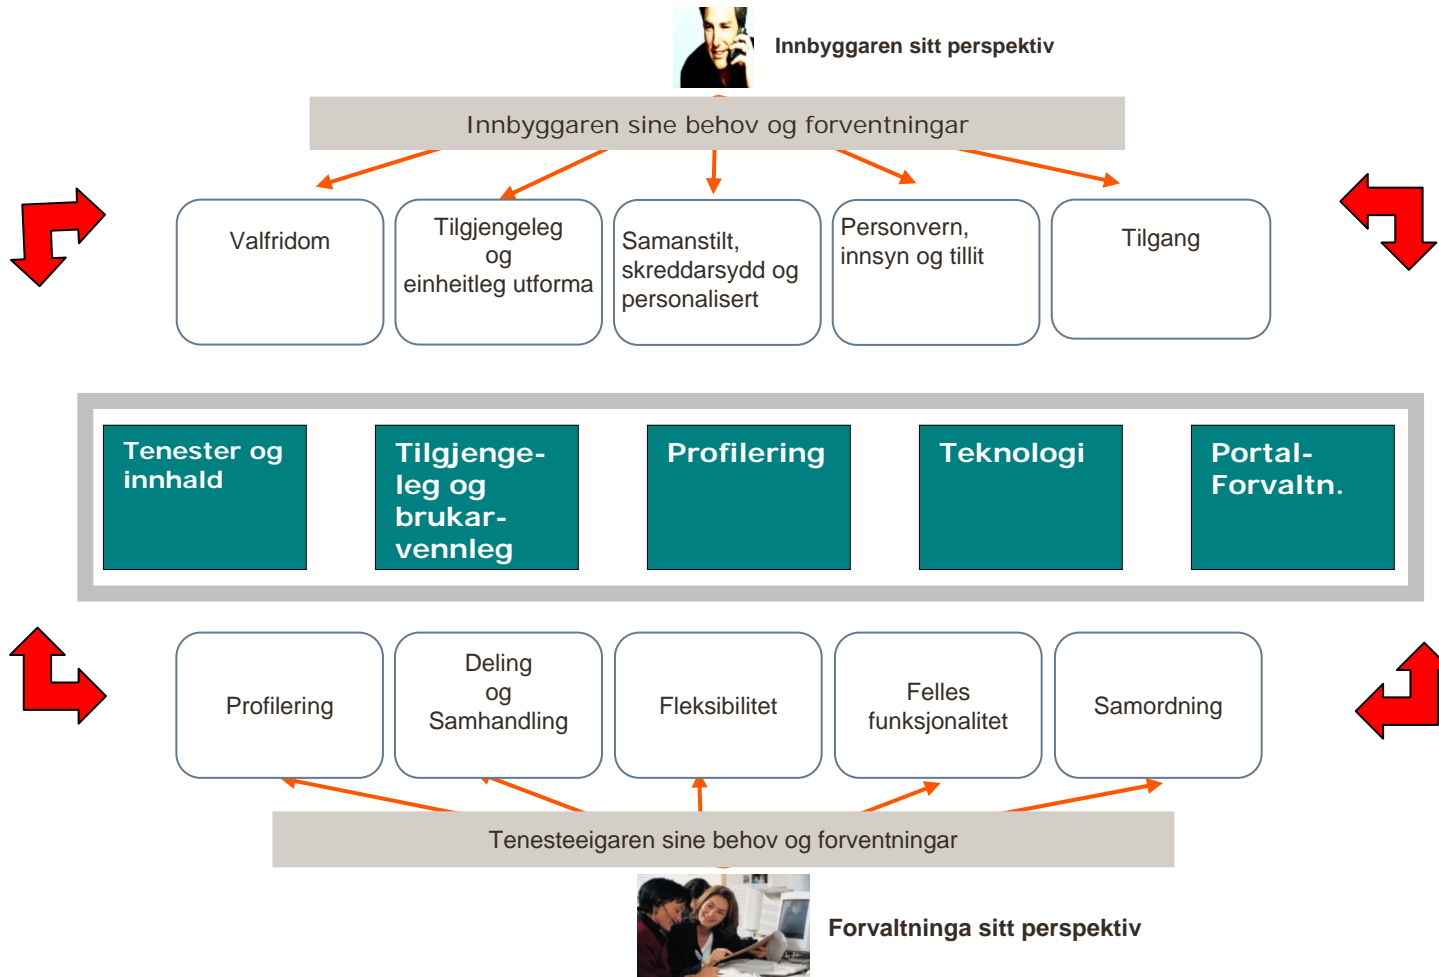 Innbyggaren sitt perspektiv
Innbyggaren sine behov og forventningar
Valfridom
Tilgjengeleg
og
einheitleg utforma
Samanstilt,
skreddarsydd og
personalisert
Personvern,
innsyn og tillit
Tilgang
Tenester og
innhald
Tilgjenge-
leg og
brukar-
vennleg
Profilering
Teknologi
Portal-
Forvaltn.
Profilering
Deling
og
Samhandling
Fleksibilitet
Felles
funksjonalitet
Samordning
Tenesteeigaren sine behov og forventningar
Forvaltninga sitt perspektiv